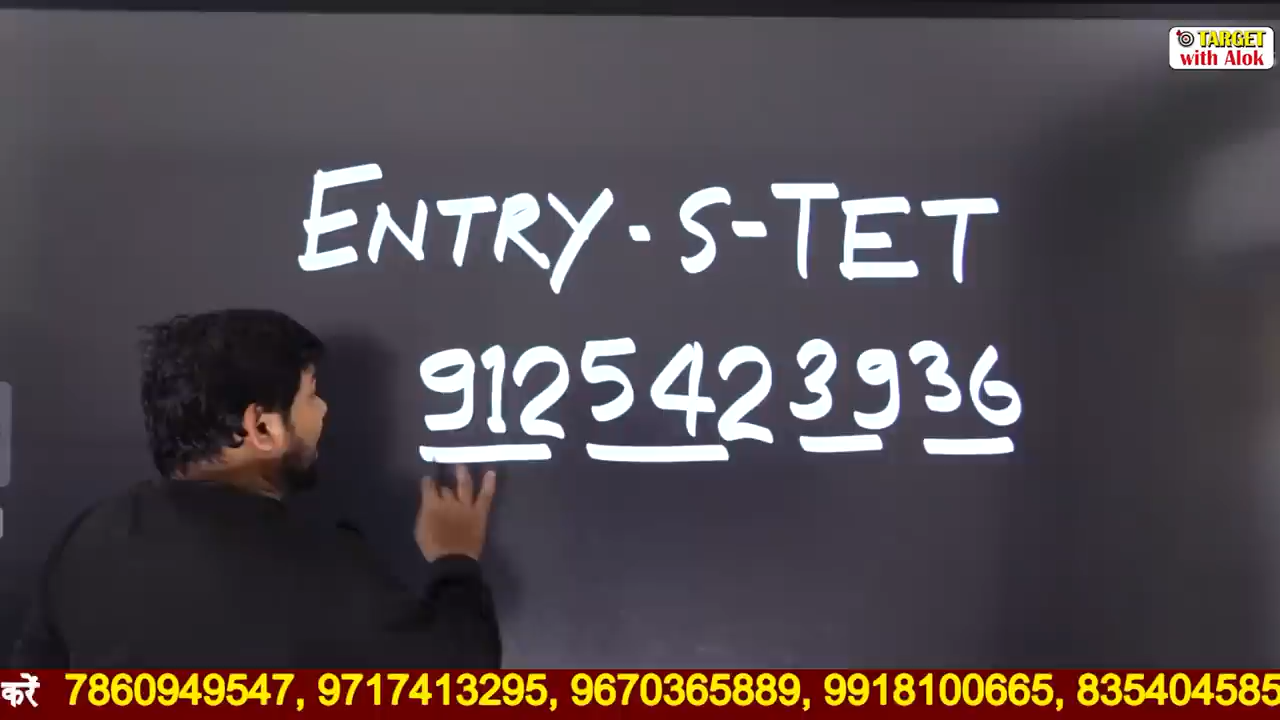 TARGET
with Alok
ENTRY-S-TET
9125423936
करें 7860949547, 9717413295, 9670365889, 9918100665, 835404585